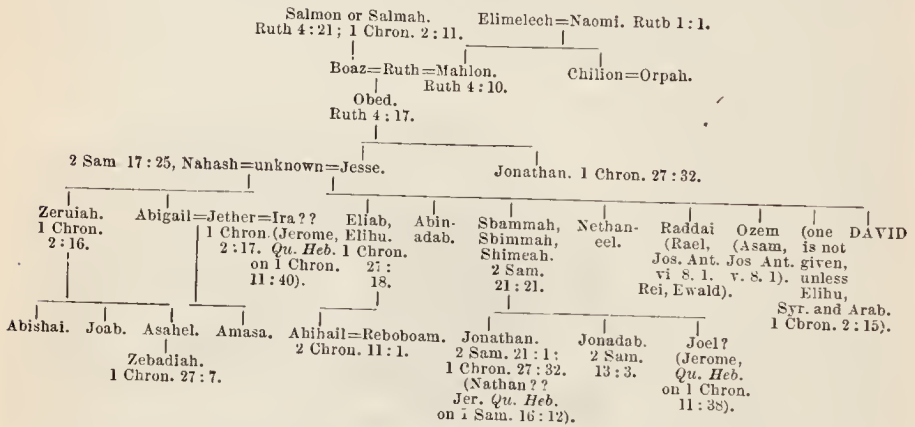 Salmon or Salmah. Elimelech=Naomi. Rutb 1:1.
Ruth 4:21; 1 Chron. 2:11.
Boaz=Ruth=Mahlon. Chilion=Orpah.
Ruth 4:10.
Obed.
Ruth 4:17.
2 Sam 17:25, Nahash=unknown=Jesse. Jonathan. 1 Chron. 27:32.
Zeruiah.
1 Chron.
2:16.
Abigail=Jether=Ira??
1 Chron. (Jerome,
2:17. Qu. Heb.
on 1 Chron.
11:40).
Eliab,
Elihu.
1 Chron.
27:
18.
Abin-
adab.
Sbammah,
Sbimmah,
Shimeah.
2 Sam.
21:21.
Nethan-
eel.
Raddai
(Rael,
Jos. Ant.
vi 8. 1.
Rei, Ewald).
Ozem
(Asam,
Jos Ant.
v. 8. 1).
(one
is not
given,
unless
Elihu,
Syr. and Arab.
1 Cbron. 2:15).
DAVID
Abishai. Joab. Asahel. Amasa.
Zebadiah.
1 Chron. 27:7.
Abihail=Reboboam.
2 Chron. 11:1.
Jonathan.
2 Sam. 21:1:
1 Chron. 27:32.
(Nathan??
Jer. Qu. Heb.
on 1 Sam. 16:12).
Jonadab.
2 Sam.
13:3.
Joel?
(Jerome,
Qu. Heb.
on 1 Chron.
11:38).